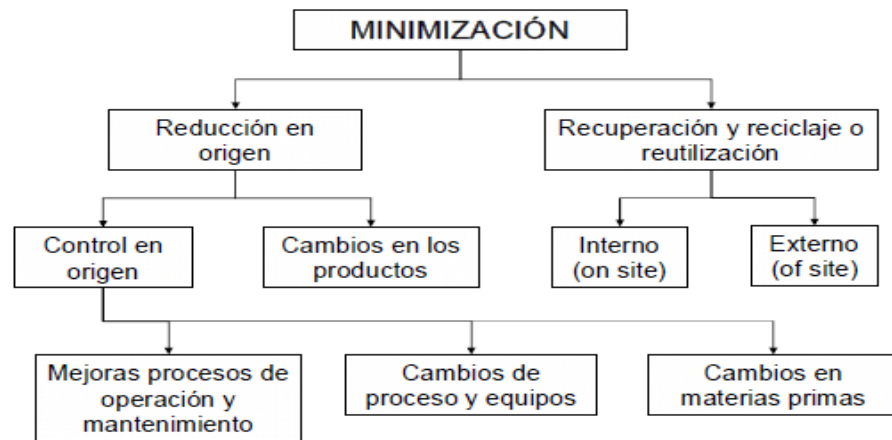 MINIMIZACIÓN
Reducción en
origen
Recuperación y reciclaje o
reutilización
Control en
origen
Cambios en los
productos
Interno
(on site)
Externo
(of site)
Mejoras procesos de
operación y
mantenimiento
Cambios de
proceso y equipos
Cambios en
materias primas